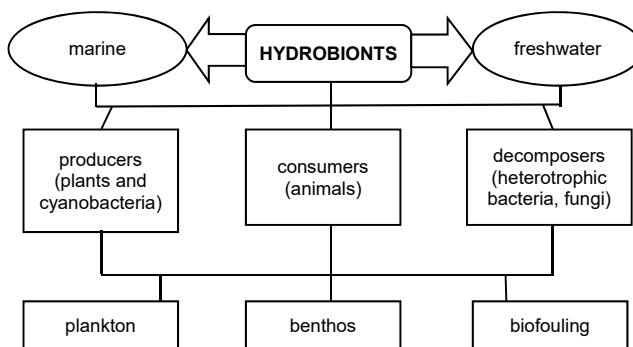 marine
HYDROBIONTS
freshwater
producers
(plants and
cyanobacteria)
consumers
(animals)
decomposers
(heterotrophic
bacteria, fungi)
plankton
benthos
biofouling